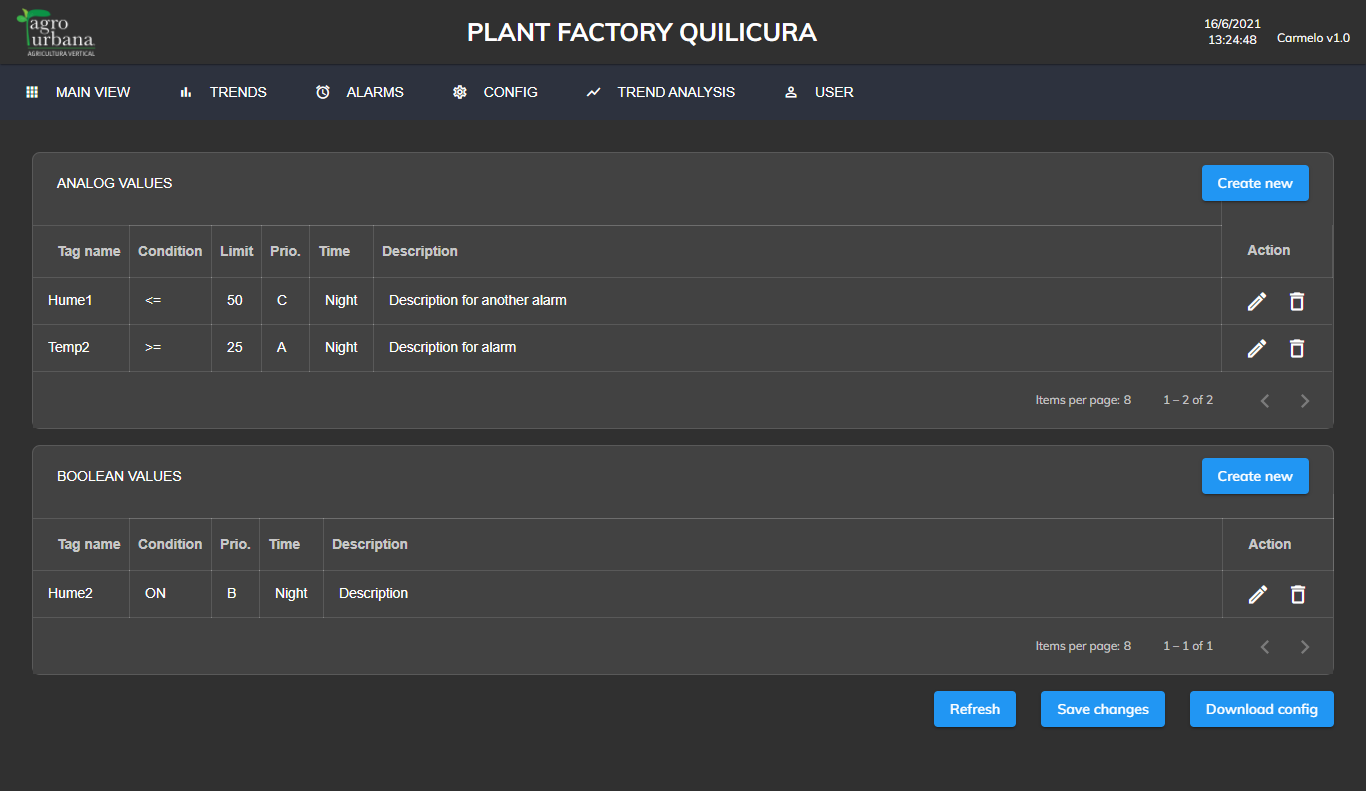 agro
urbana
AGRICULTURA VERTICAL
PLANT FACTORY QUILICURA
16/6/2021
13:24:48
Carmelo v1.0
MAIN VIEW TRENDS ALARMS CONFIG TREND ANALYSIS USER
ANALOG VALUES Create new
Tag name Condition Limit Prio. Time Description Action
Hume1 <= 50 C Night Description for another alarm
Temp2 >= 25 A Night Description for alarm
Items per page: 8 1 – 2 of 2
BOOLEAN VALUES Create new
Tag name Condition Prio. Time Description Action
Hume2 ON B Night Description
Items per page: 8 1 – 1 of 1
Refresh Save changes Download config